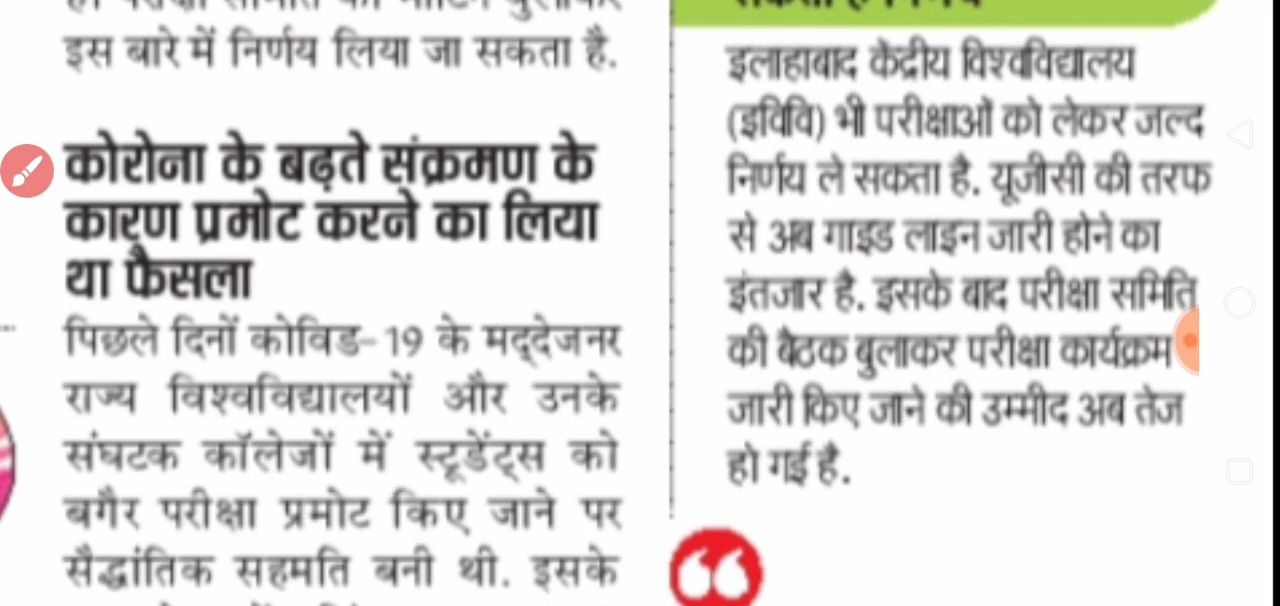 इस बारे में निर्णय लिया जा सकता है.
कोरोना के बढ़ते संक्रमण के
कारण प्रमोट करने का लिया
था फैसला
पिछले दिनों कोविड-19 के मद्देजनर
राज्य विश्वविद्यालयों और उनके
संघटक कॉलेजों में स्टूडेंट्स को
बगैर परीक्षा प्रमोट किए जाने पर
सैद्धांतिक सहमति बनी थी. इसके
इलाहाबाद केंद्रीय विश्वविद्यालय
(इविवि) भी परीक्षाओं को लेकर जल्द
निर्णय ले सकता है. यूजीसी की तरफ
से अब गाइड लाइन जारी होने का
इंतजार है. इसके बाद परीक्षा समिति
की बैठक बुलाकर परीक्षा कार्यक्रम
जारी किए जाने की उम्मीद अब तेज
हो गई है.